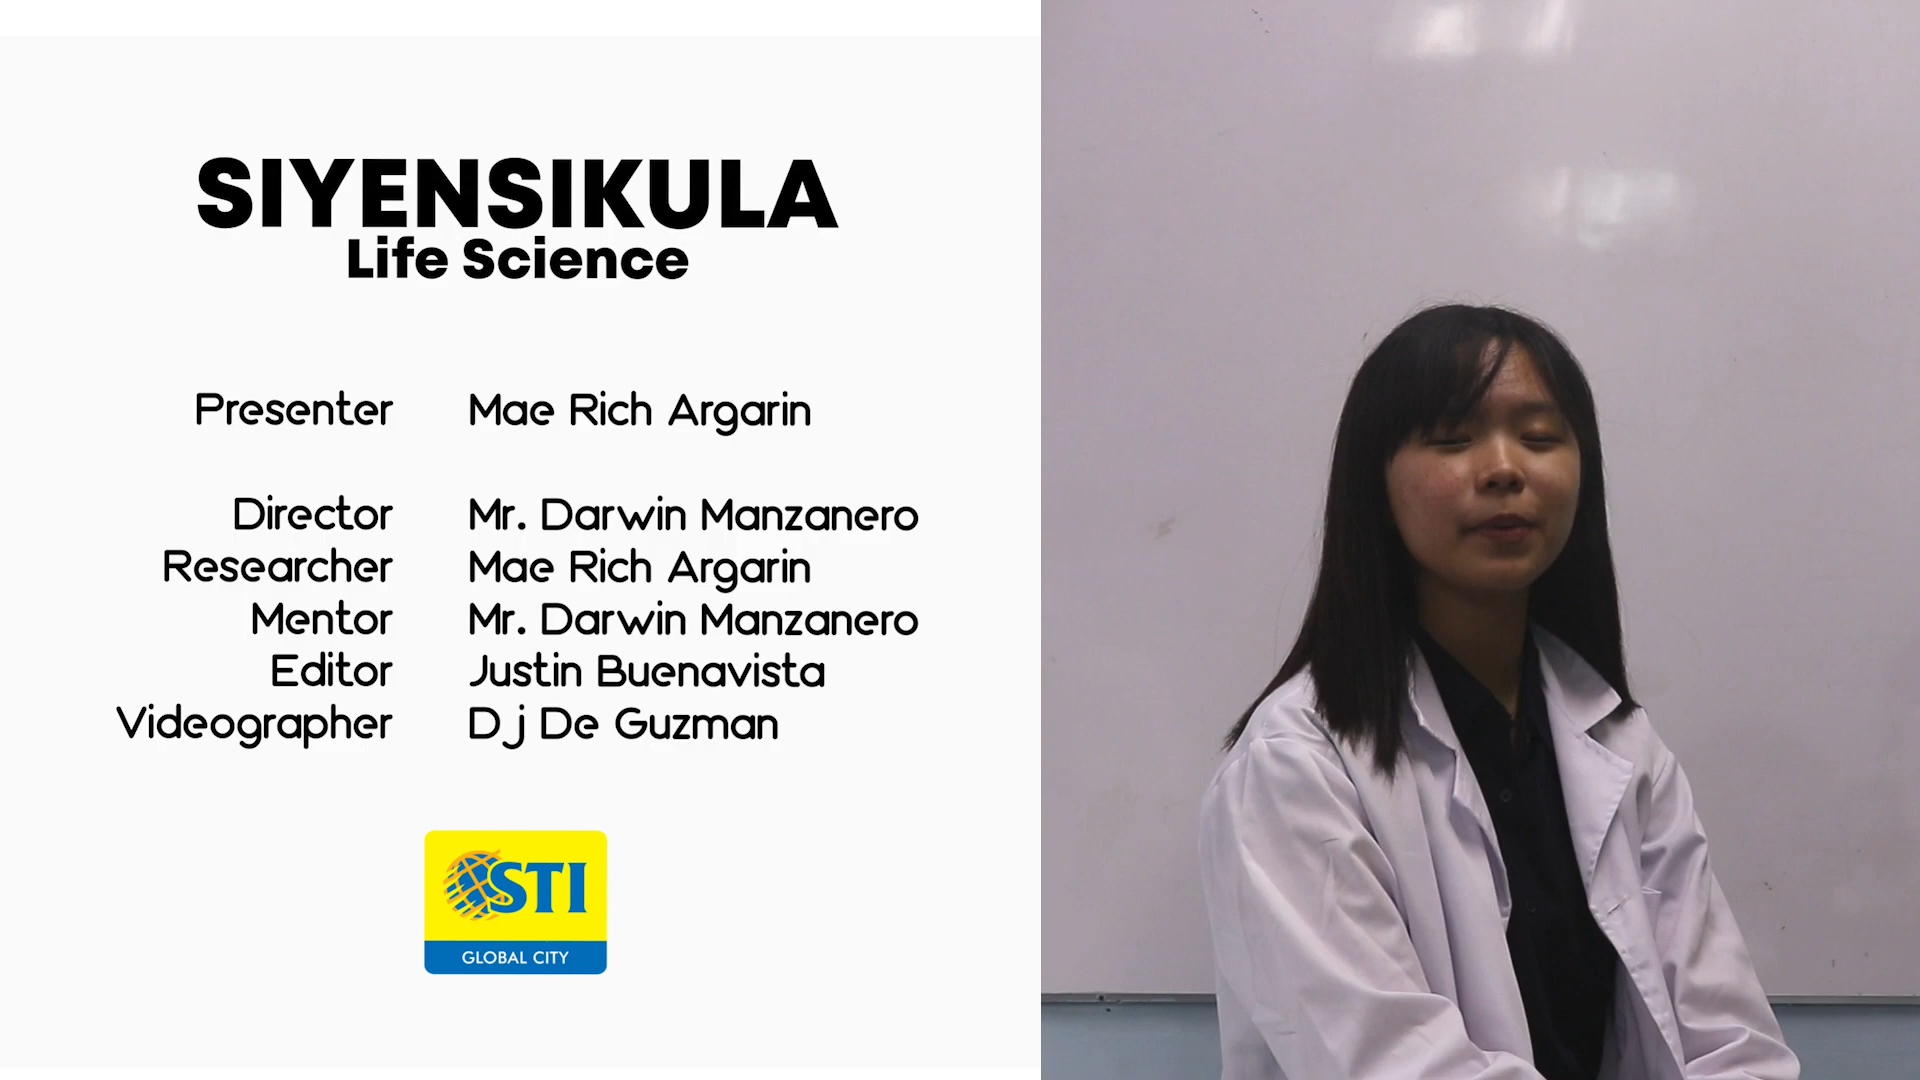 SIYENSIKULA
Life Science
Presenter Mae Rich Argarin
Director Mr. Darwin Manzanero
Researcher Mae Rich Argarin
Mentor Mr. Darwin Manzanero
Editor Justin Buenavista
Videographer Dj De Guzman
STI
GLOBAL CITY